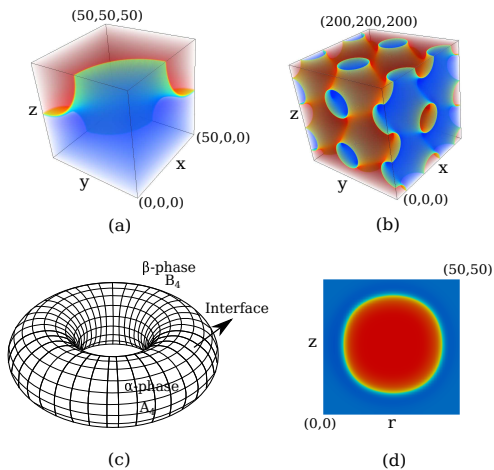 (50,50,50)
z
(50,0,0)
x
y
(0,0,0)
(a)
(200,200,200)
z
x
y
(0,0,0)
(b)
β-phase
B4
Interface
α-phase
A4
(c)
(50,50)
z
(0,0)
r
(d)